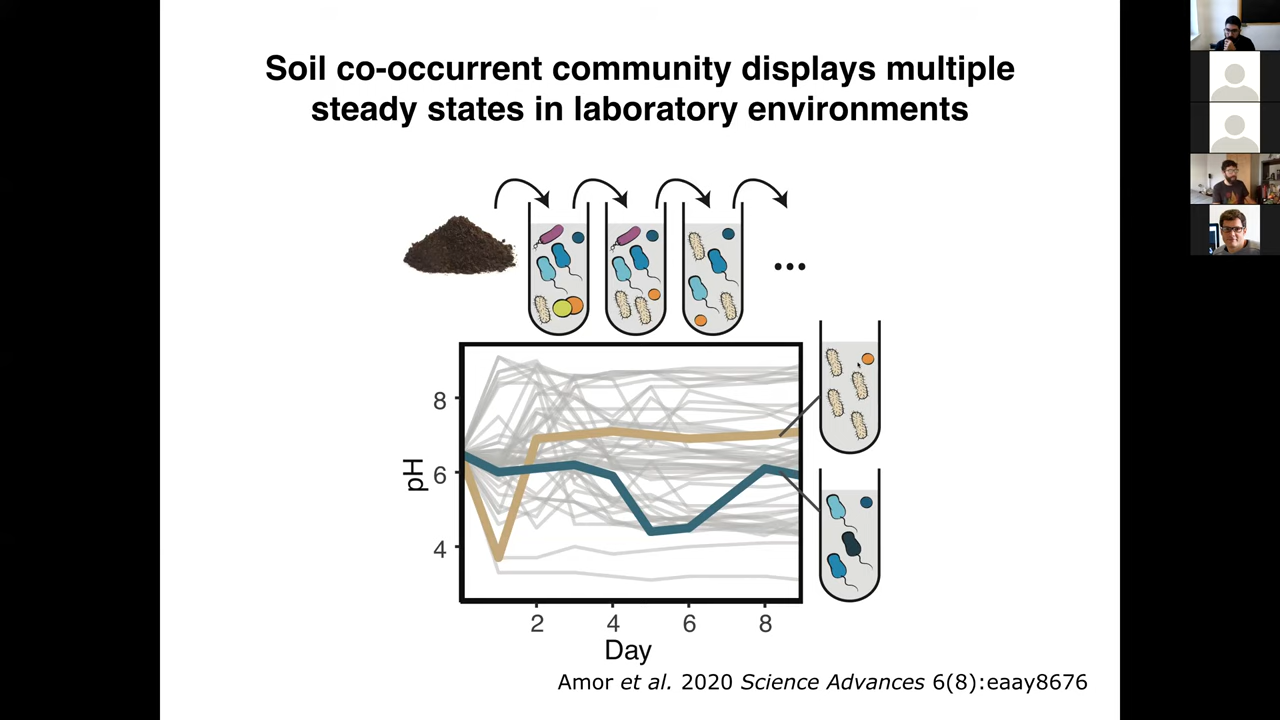 Soil co-occurrent community displays multiple
steady states in laboratory environments
...
8
6
4
pH
2 4 6 8
Day
Amor et al. 2020 Science Advances 6(8):eaay8676